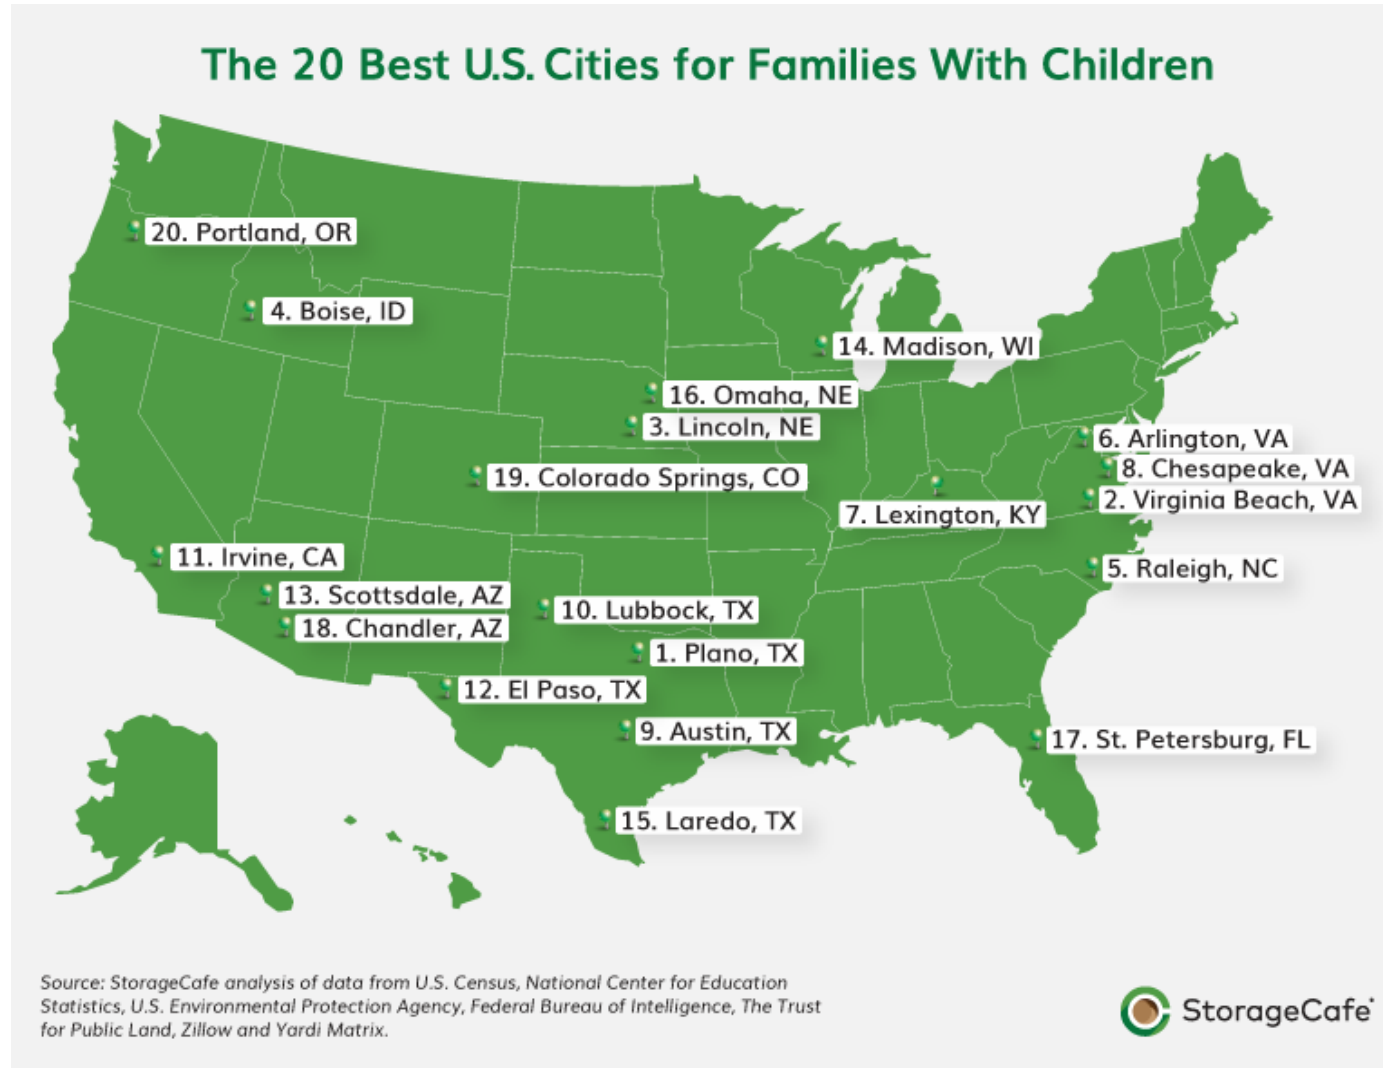 The 20 Best U.S. Cities for Families With Children
20. Portland, OR
4. Boise, ID
14. Madison, WI
16. Omaha, NE
3. Lincoln, NE
6. Arlington, VA
8. Chesapeake, VA
19. Colorado Springs, CO
2. Virginia Beach, VA
7. Lexington, KY
11. Irvine, CA
5. Raleigh, NC
13. Scottsdale, AZ
10. Lubbock, TX
18. Chandler, AZ
1. Plano, TX
12. El Paso, TX
9. Austin, TX
17. St. Petersburg, FL
15. Laredo, TX
Source: StorageCafe analysis of data from U.S. Census, National Center for Education
Statistics, U.S. Environmental Protection Agency, Federal Bureau of Intelligence, The Trust
for Public Land, Zillow and Yardi Matrix.
StorageCafe